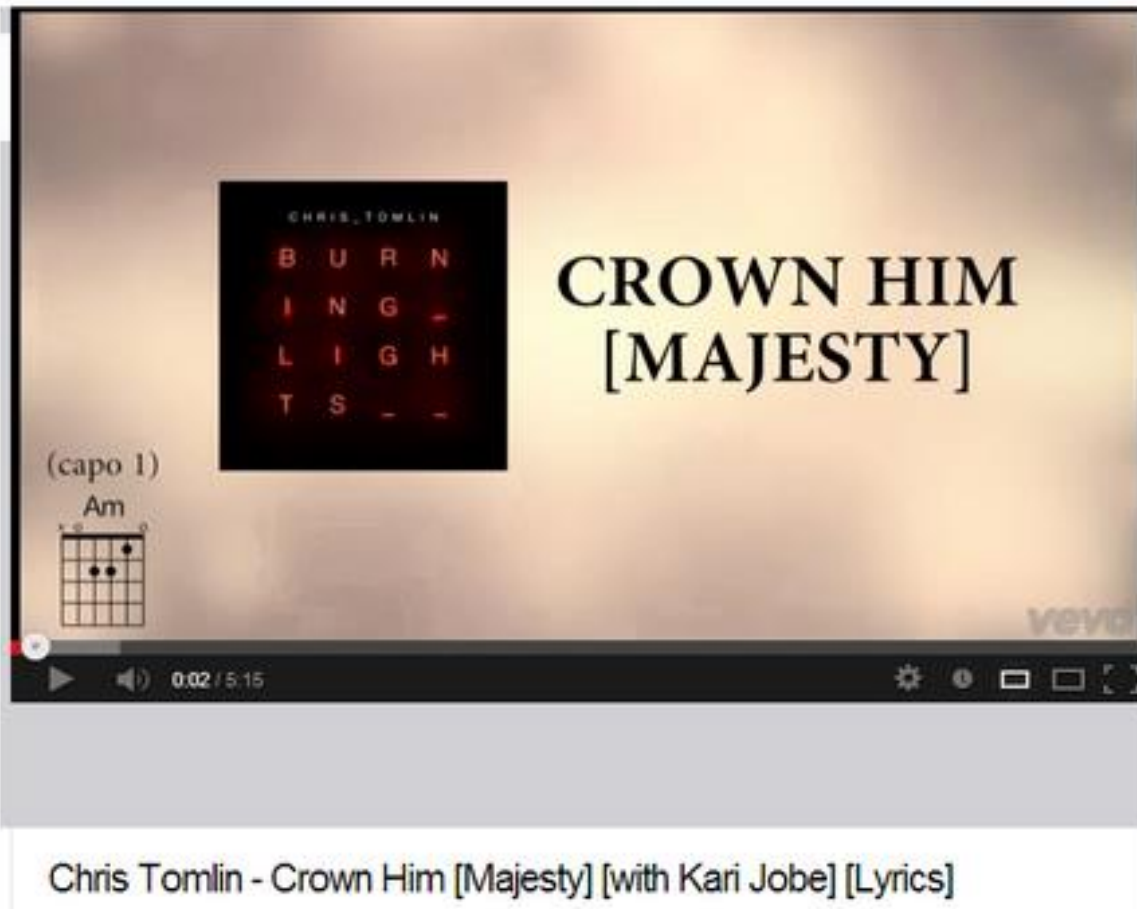 CHRIS_TOMLIN
B U R N
I N G _
L I G H
T S _ _
CROWN HIM
[MAJESTY]
(capo 1)
Am
x o o
vevo
0:02 / 5:15
Chris Tomlin - Crown Him [Majesty] [with Kari Jobe] [Lyrics]